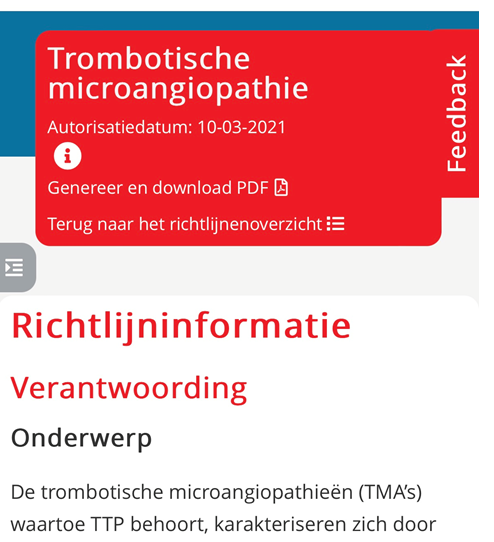 Trombotische
microangiopathie
Autorisatiedatum: 10-03-2021
Genereer en download PDF
Terug naar het richtlijnenoverzicht
Feedback
Richtlijninformatie
Verantwoording
Onderwerp
De trombotische microangiopathieën (TMA’s)
waartoe TTP behoort, karakteriseren zich door